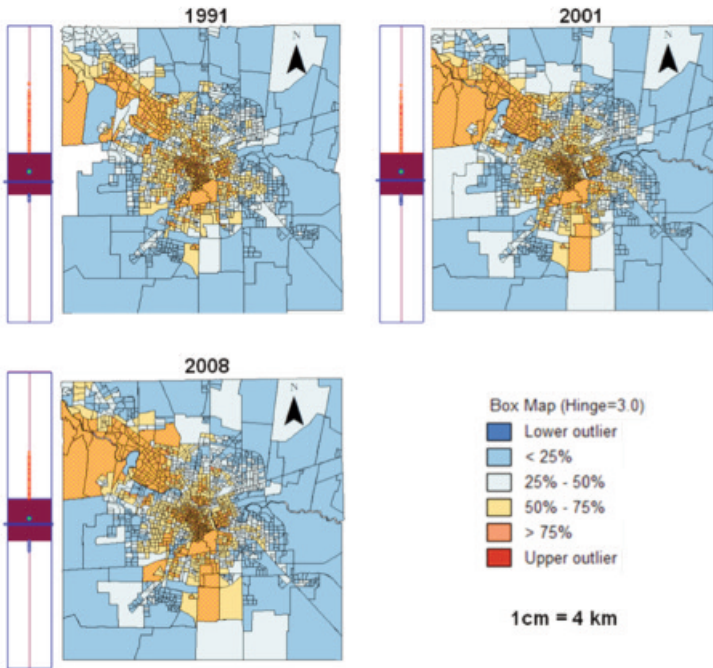 1991
N
2001
N
2008
N
Box Map (Hinge=3.0)
Lower outlier
< 25%
25% - 50%
50% - 75%
> 75%
Upper outlier
1cm = 4 km